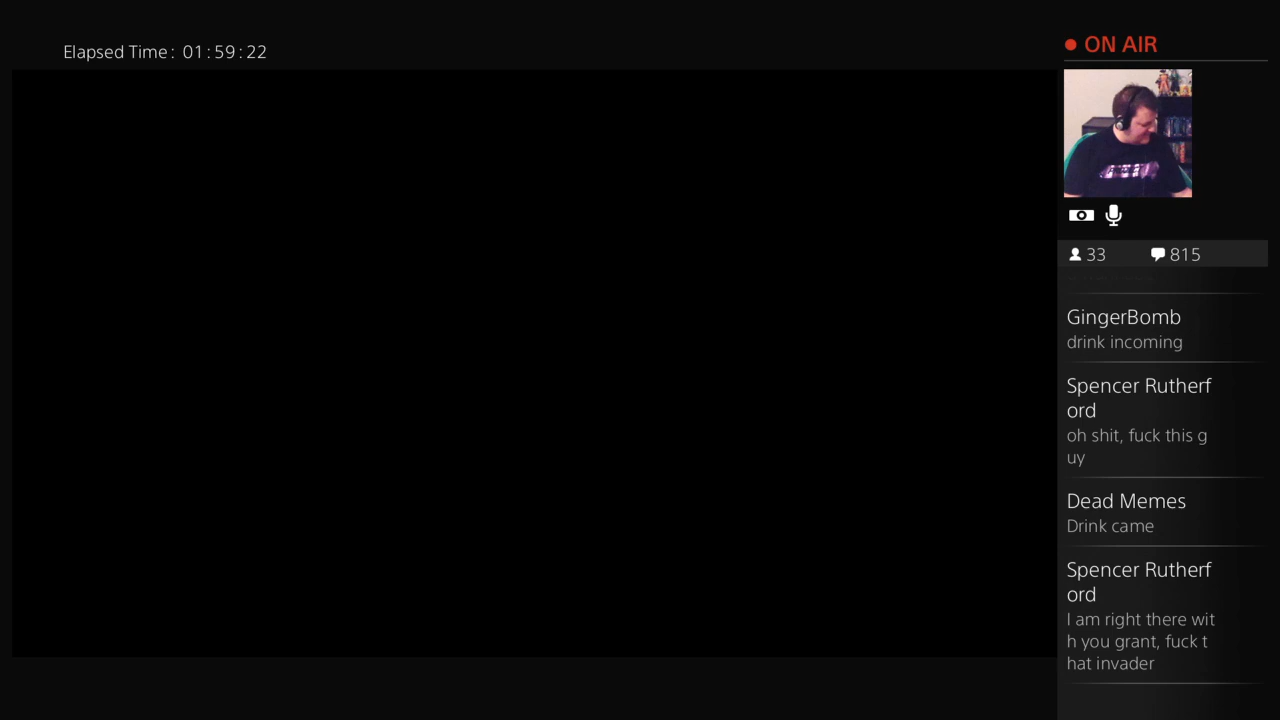 Elapsed Time: 01:59:22
ON AIR
33
815
GingerBomb
drink incoming
Spencer Rutherf
ord
oh shit, fuck this g
uy
Dead Memes
Drink came
Spencer Rutherf
ord
I am right there wit
h you grant, fuck t
hat invader